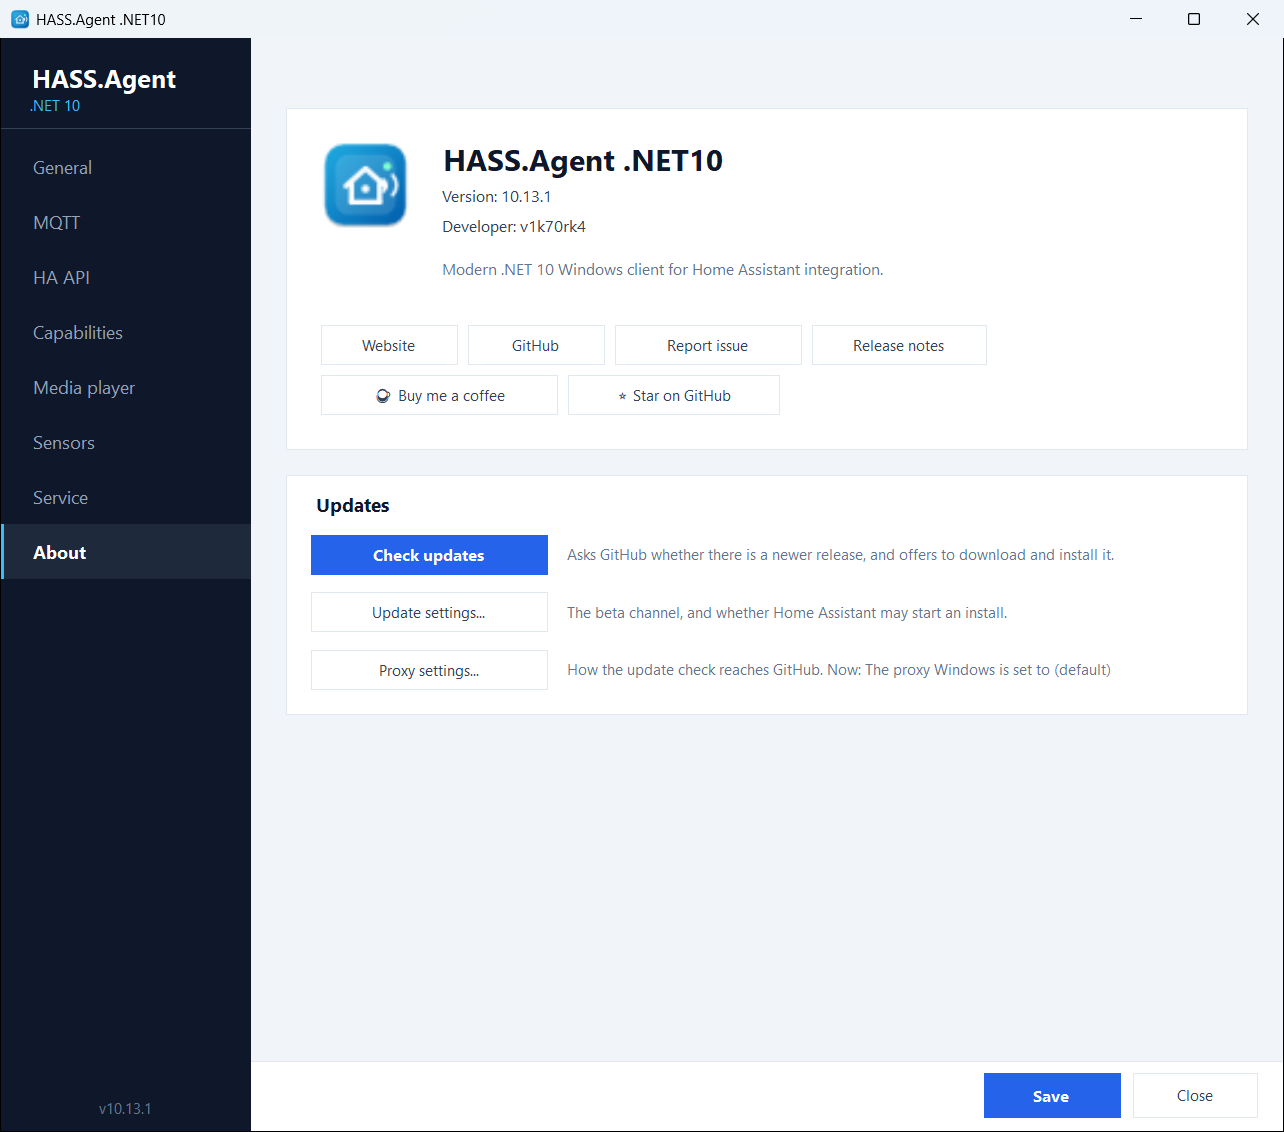 HASS.Agent .NET10
HASS.Agent
.NET 10
General
MQTT
HA API
Capabilities
Media player
Sensors
Service
About
v10.13.1
HASS.Agent .NET10
Version: 10.13.1
Developer: v1k70rk4
Modern .NET 10 Windows client for Home Assistant integration.
Website GitHub Report issue Release notes
Buy me a coffee Star on GitHub
Updates
Check updates Asks GitHub whether there is a newer release, and offers to download and install it.
Update settings... The beta channel, and whether Home Assistant may start an install.
Proxy settings... How the update check reaches GitHub. Now: The proxy Windows is set to (default)
Save Close